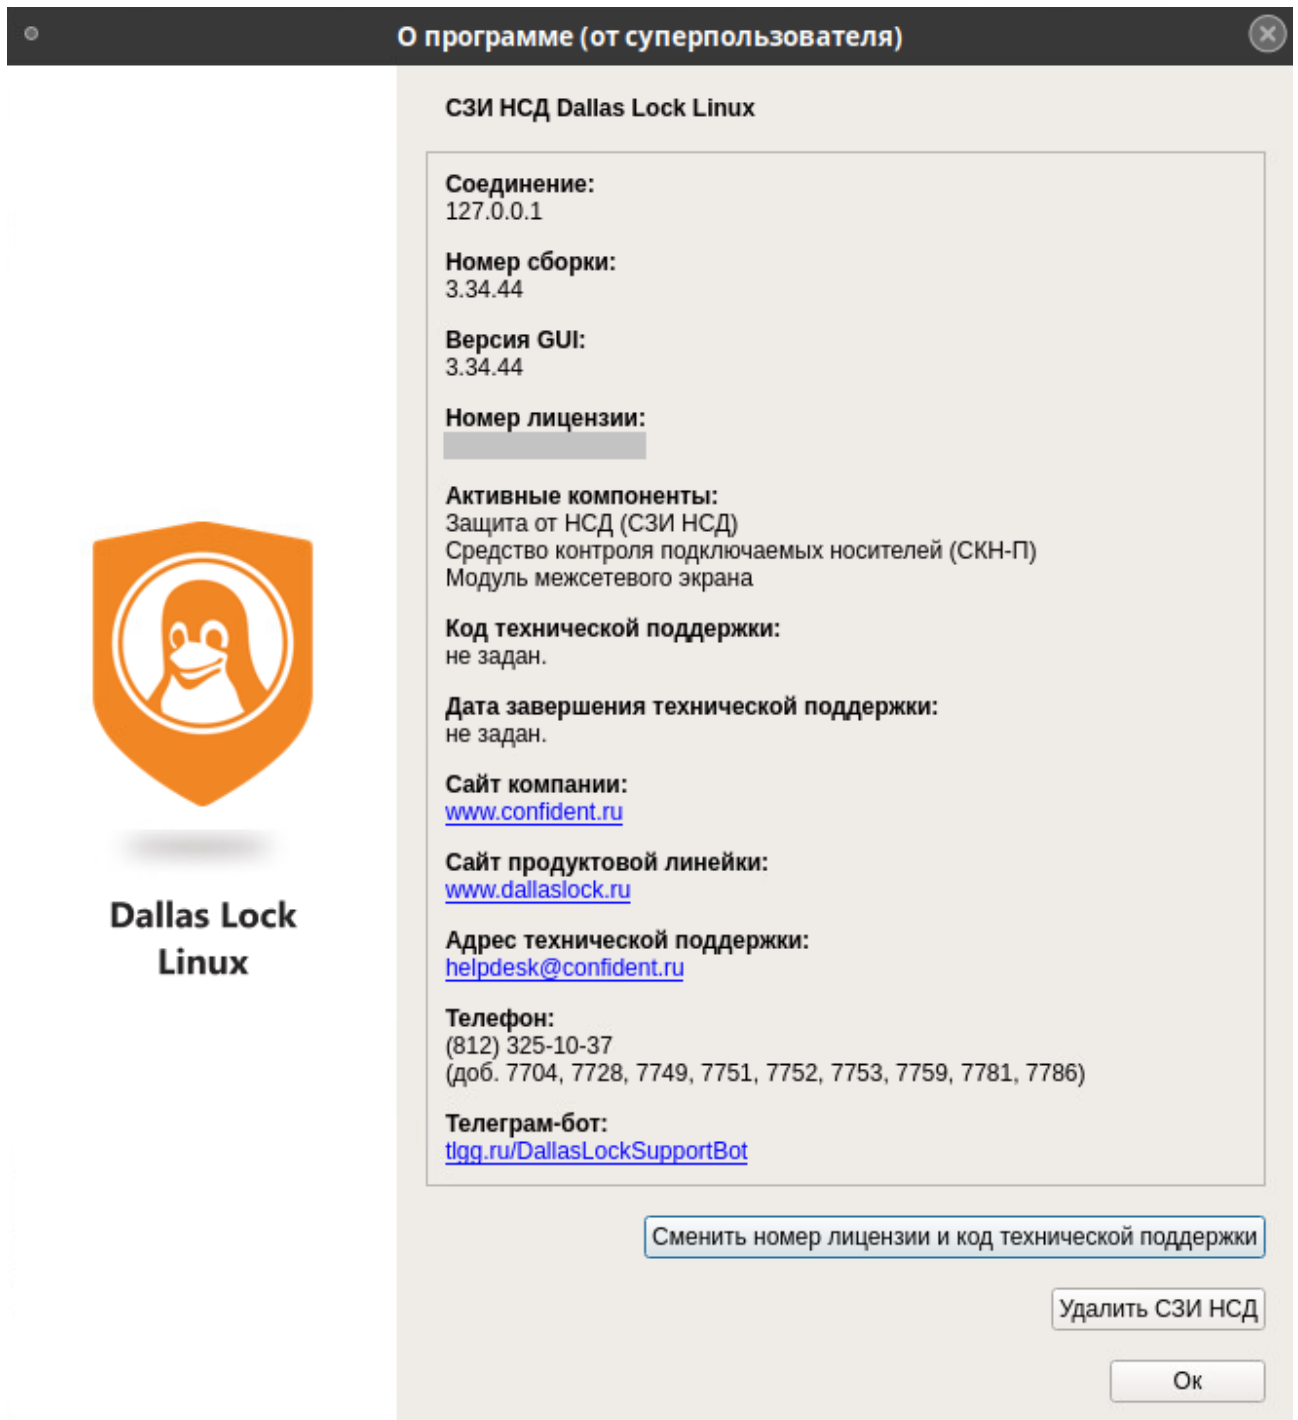 О программе (от суперпользователя)
СЗИ НСД Dallas Lock Linux
Соединение:
127.0.0.1
Номер сборки:
3.34.44
Версия GUI:
3.34.44
Номер лицензии:
Активные компоненты:
Защита от НСД (СЗИ НСД)
Средство контроля подключаемых носителей (СКН-П)
Модуль межсетевого экрана
Код технической поддержки:
не задан.
Дата завершения технической поддержки:
не задан.
Сайт компании:
www.confident.ru
Сайт продуктовой линейки:
www.dallaslock.ru
Адрес технической поддержки:
helpdesk@confident.ru
Телефон:
(812) 325-10-37
(доб. 7704, 7728, 7749, 7751, 7752, 7753, 7759, 7781, 7786)
Телеграм-бот:
tlgg.ru/DallasLockSupportBot
Dallas Lock
Linux
Сменить номер лицензии и код технической поддержки
Удалить СЗИ НСД
Ок